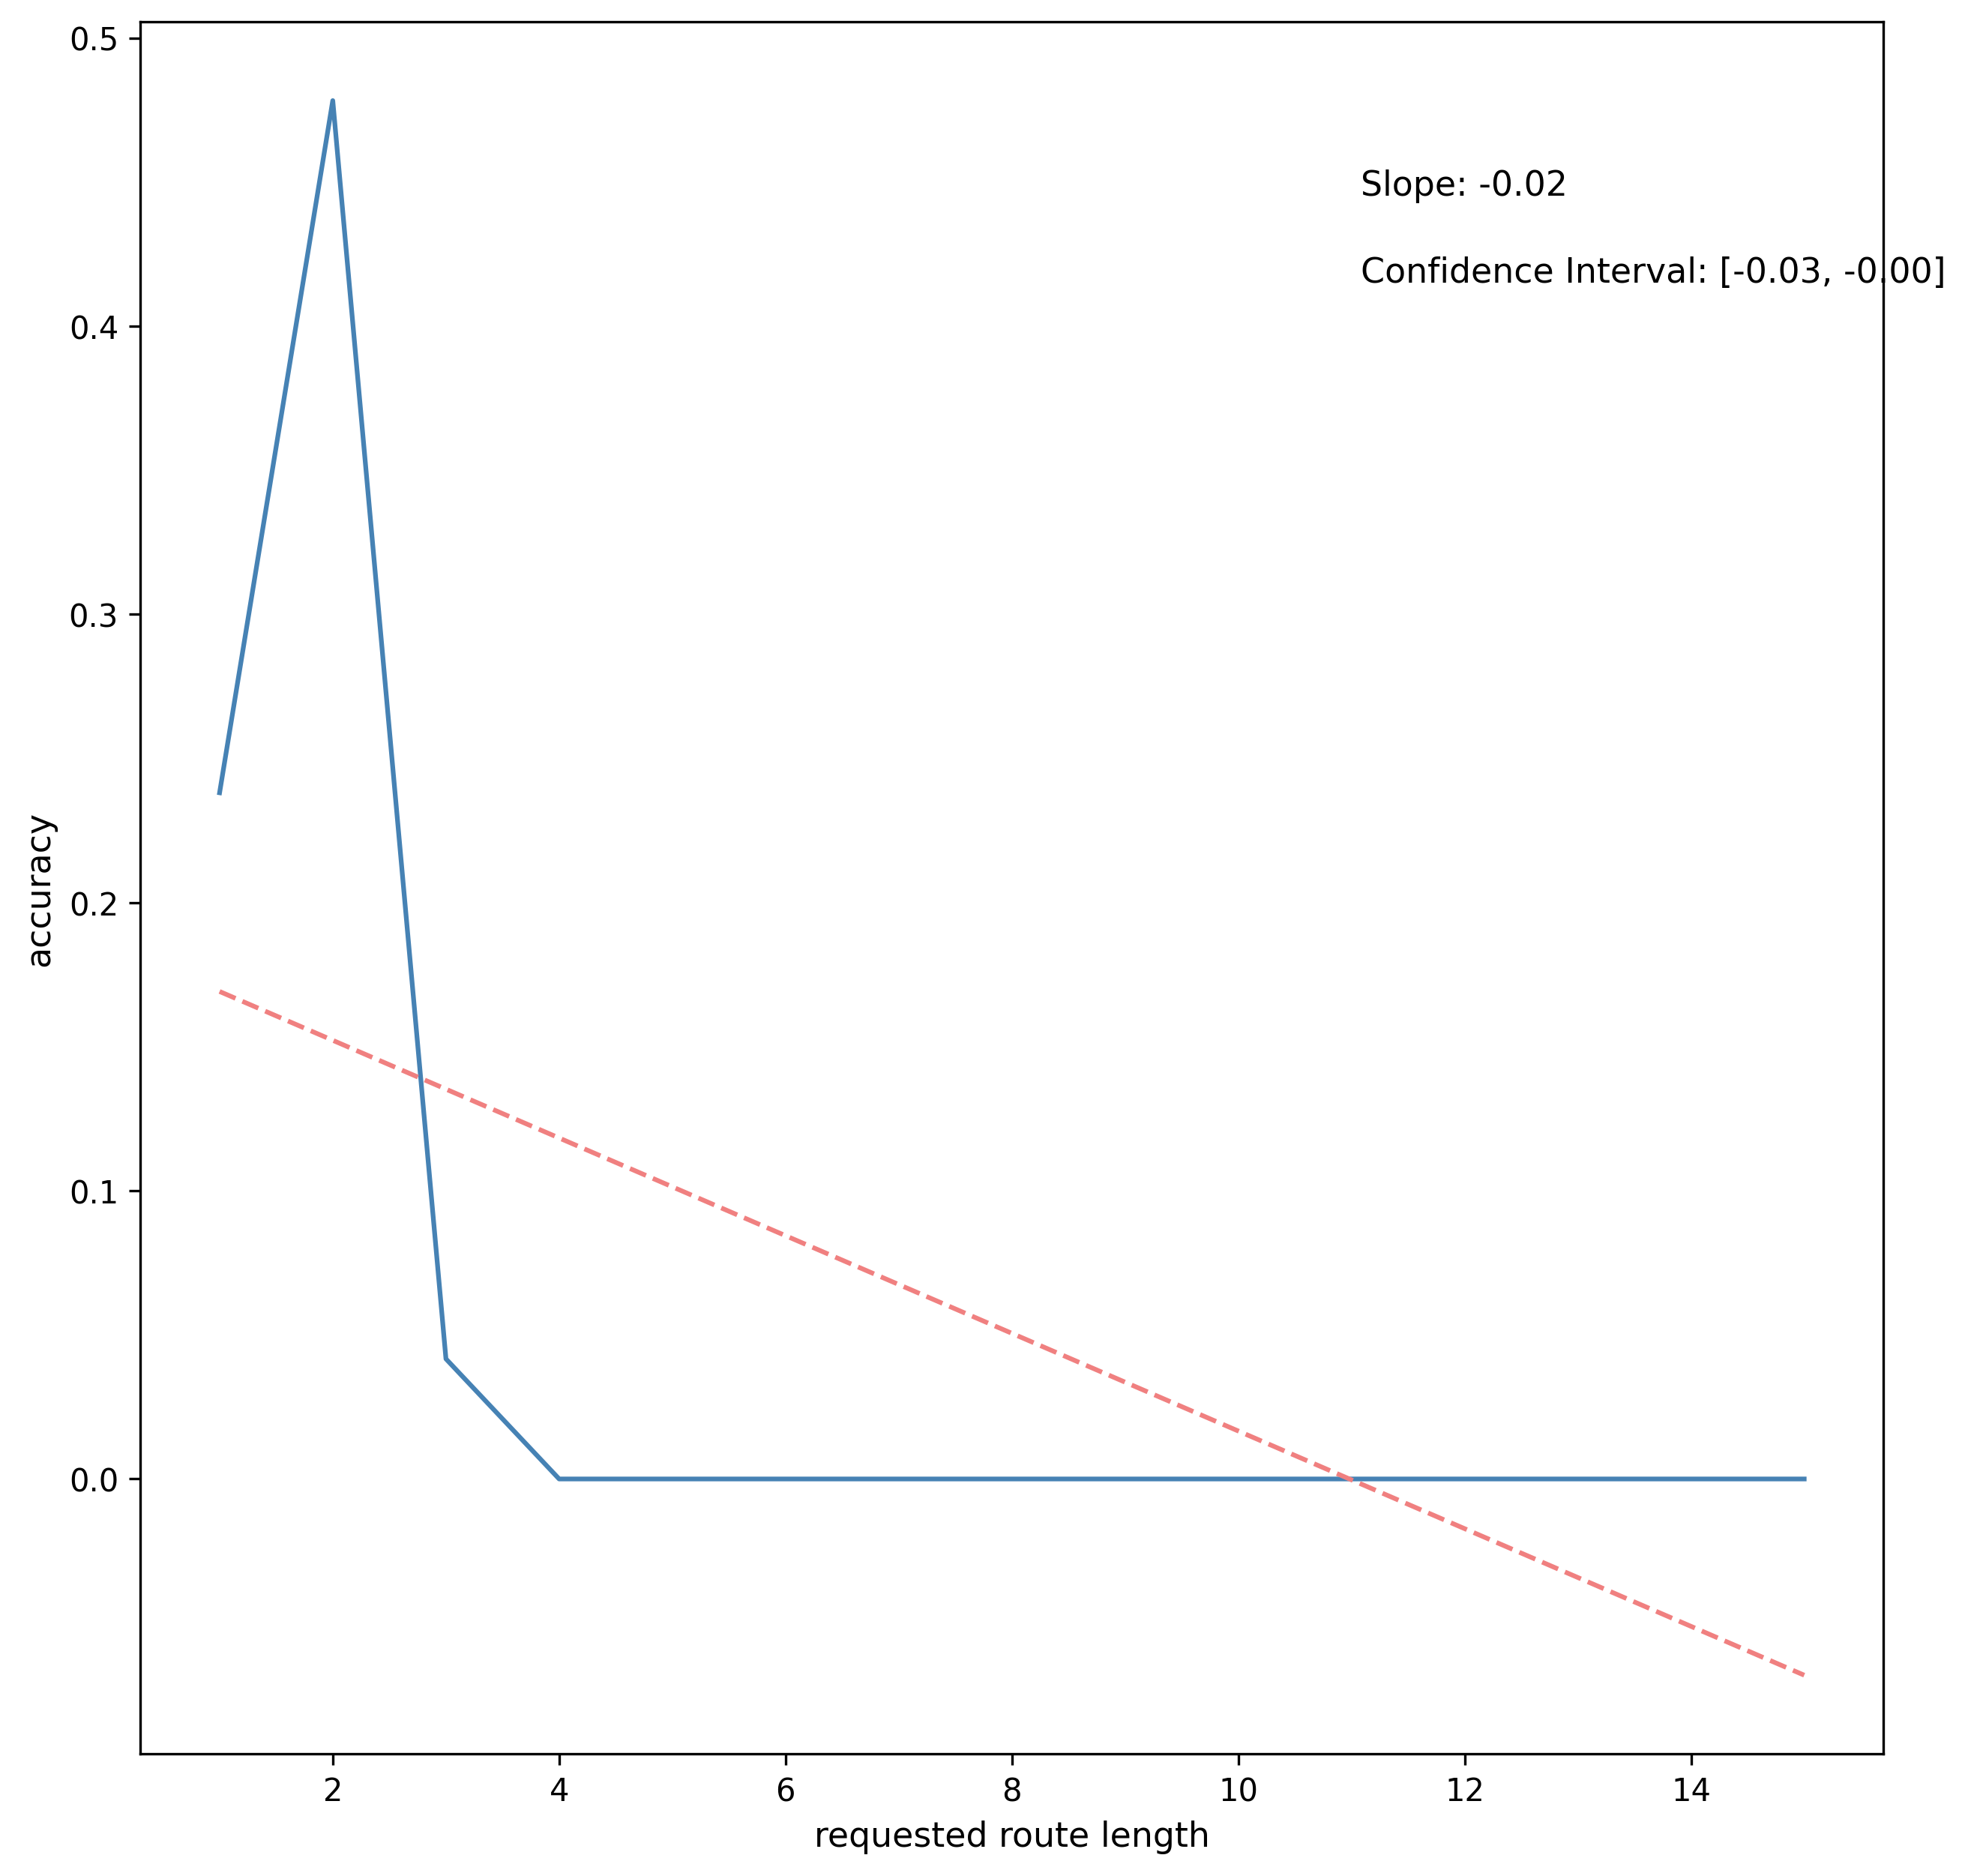 0.5
Slope: -0.02
Confidence Interval: [-0.03, -0.00]
0.4
0.3
accuracy
0.2
0.1
0.0
2 4 6 8 10 12 14
requested route length